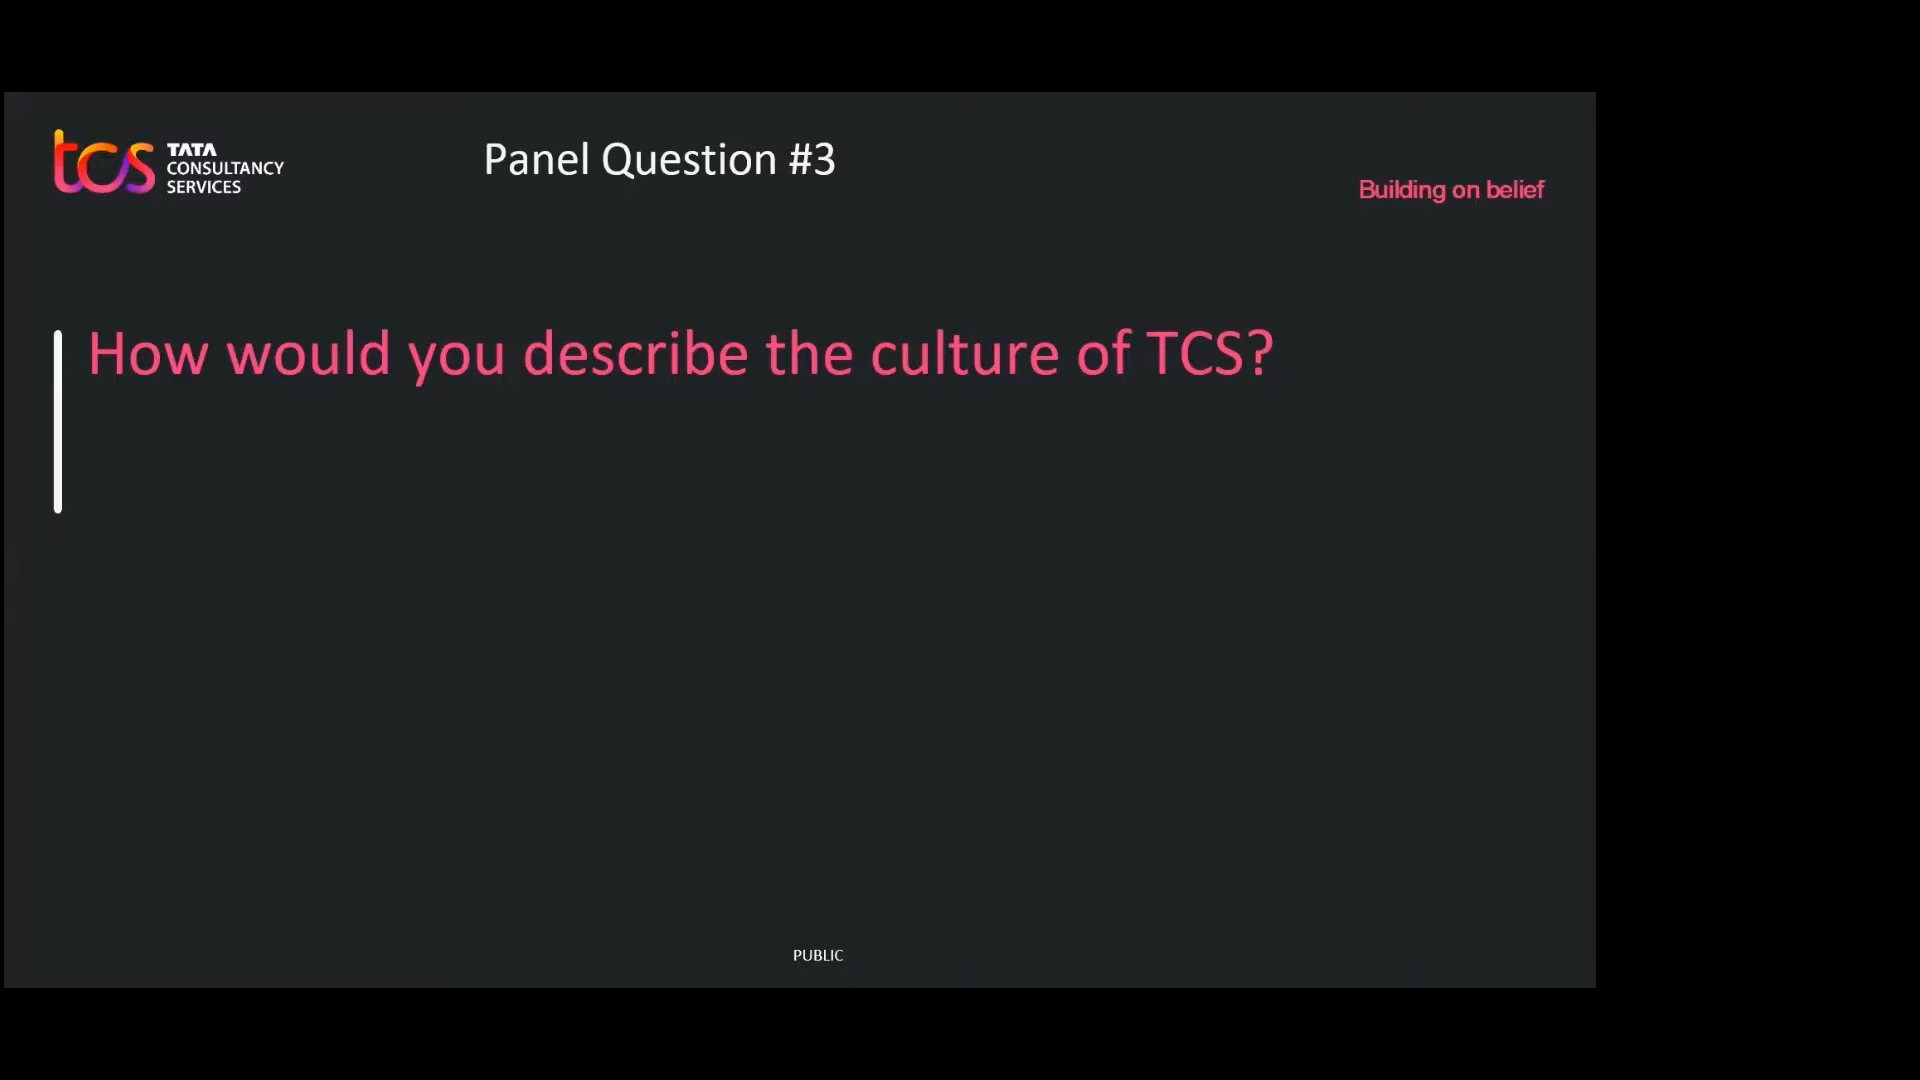 tcs
TATA
CONSULTANCY
SERVICES
Panel Question #3
Building on belief
How would you describe the culture of TCS?
PUBLIC